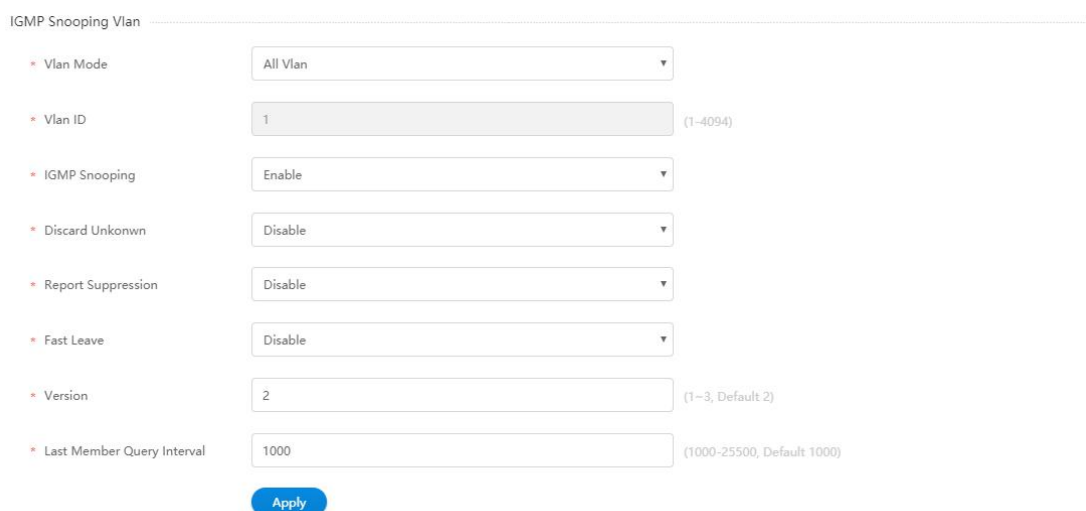 IGMP Snooping Vlan
* Vlan Mode All Vlan
* Vlan ID 1 (1-4094)
* IGMP Snooping Enable
* Discard Unkonwn Disable
* Report Suppression Disable
* Fast Leave Disable
* Version 2 (1~3, Default 2)
* Last Member Query Interval 1000 (1000-25500, Default 1000)
Apply